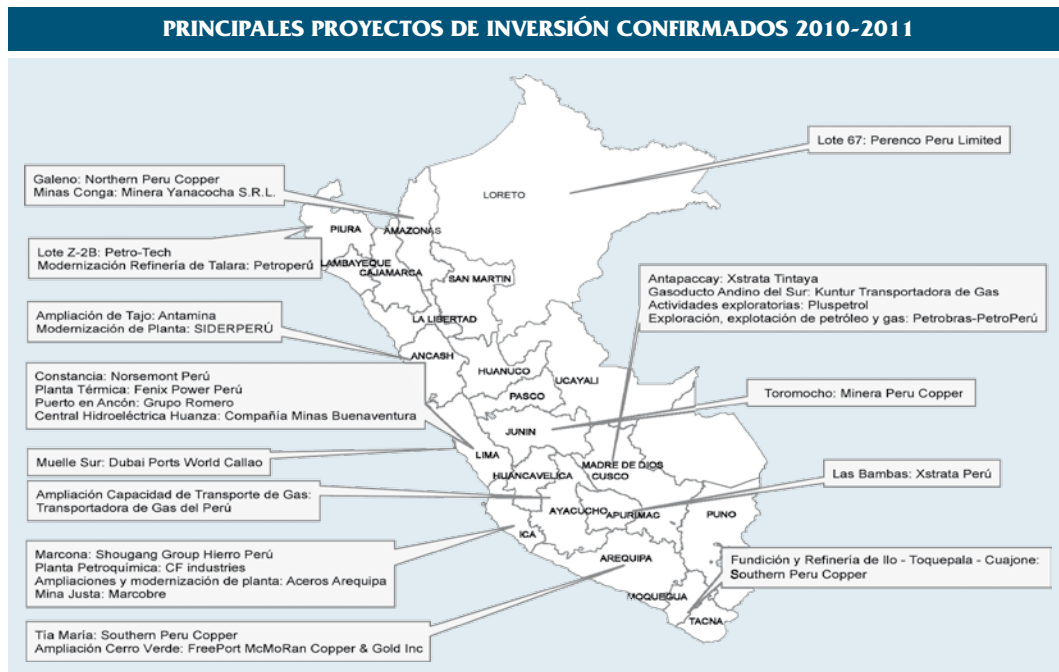 PRINCIPALES PROYECTOS DE INVERSIÓN CONFIRMADOS 2010-2011
Lote 67: Perenco Peru Limited
Galeno: Northern Peru Copper
Minas Conga: Minera Yanacocha S.R.L.
LORETO
PIURA
AMAZONAS
Lote Z-2B: Petro-Tech
Modernización Refinería de Talara: Petroperú
LAMBAYEQUE
CAJAMARCA
SAN MARTIN
Antapaccay: Xstrata Tintaya
Gasoducto Andino del Sur: Kuntur Transportadora de Gas
Actividades exploratorias: Pluspetrol
Exploración, explotación de petróleo y gas: Petrobras-PetroPerú
Ampliación de Tajo: Antamina
Modernización de Planta: SIDERPERÚ
LA LIBERTAD
ANCASH
HUANUCO
UCAYALI
PASCO
Constancia: Norsemont Perú
Planta Térmica: Fenix Power Perú
Puerto en Ancón: Grupo Romero
Central Hidroeléctrica Huanza: Compañía Minas Buenaventura
Toromocho: Minera Peru Copper
JUNIN
LIMA
Muelle Sur: Dubai Ports World Callao
HUANCAVELICA
MADRE DE DIOS
CUSCO
Las Bambas: Xstrata Perú
Ampliación Capacidad de Transporte de Gas:
Transportadora de Gas del Perú
AYACUCHO
APURIMAC
PUNO
ICA
Marcona: Shougang Group Hierro Perú
Planta Petroquímica: CF industries
Ampliaciones y modernización de planta: Aceros Arequipa
Mina Justa: Marcobre
AREQUIPA
Fundición y Refinería de Ilo - Toquepala - Cuajone:
Southern Peru Copper
MOQUEGUA
TACNA
Tía María: Southern Peru Copper
Ampliación Cerro Verde: FreePort McMoRan Copper & Gold Inc